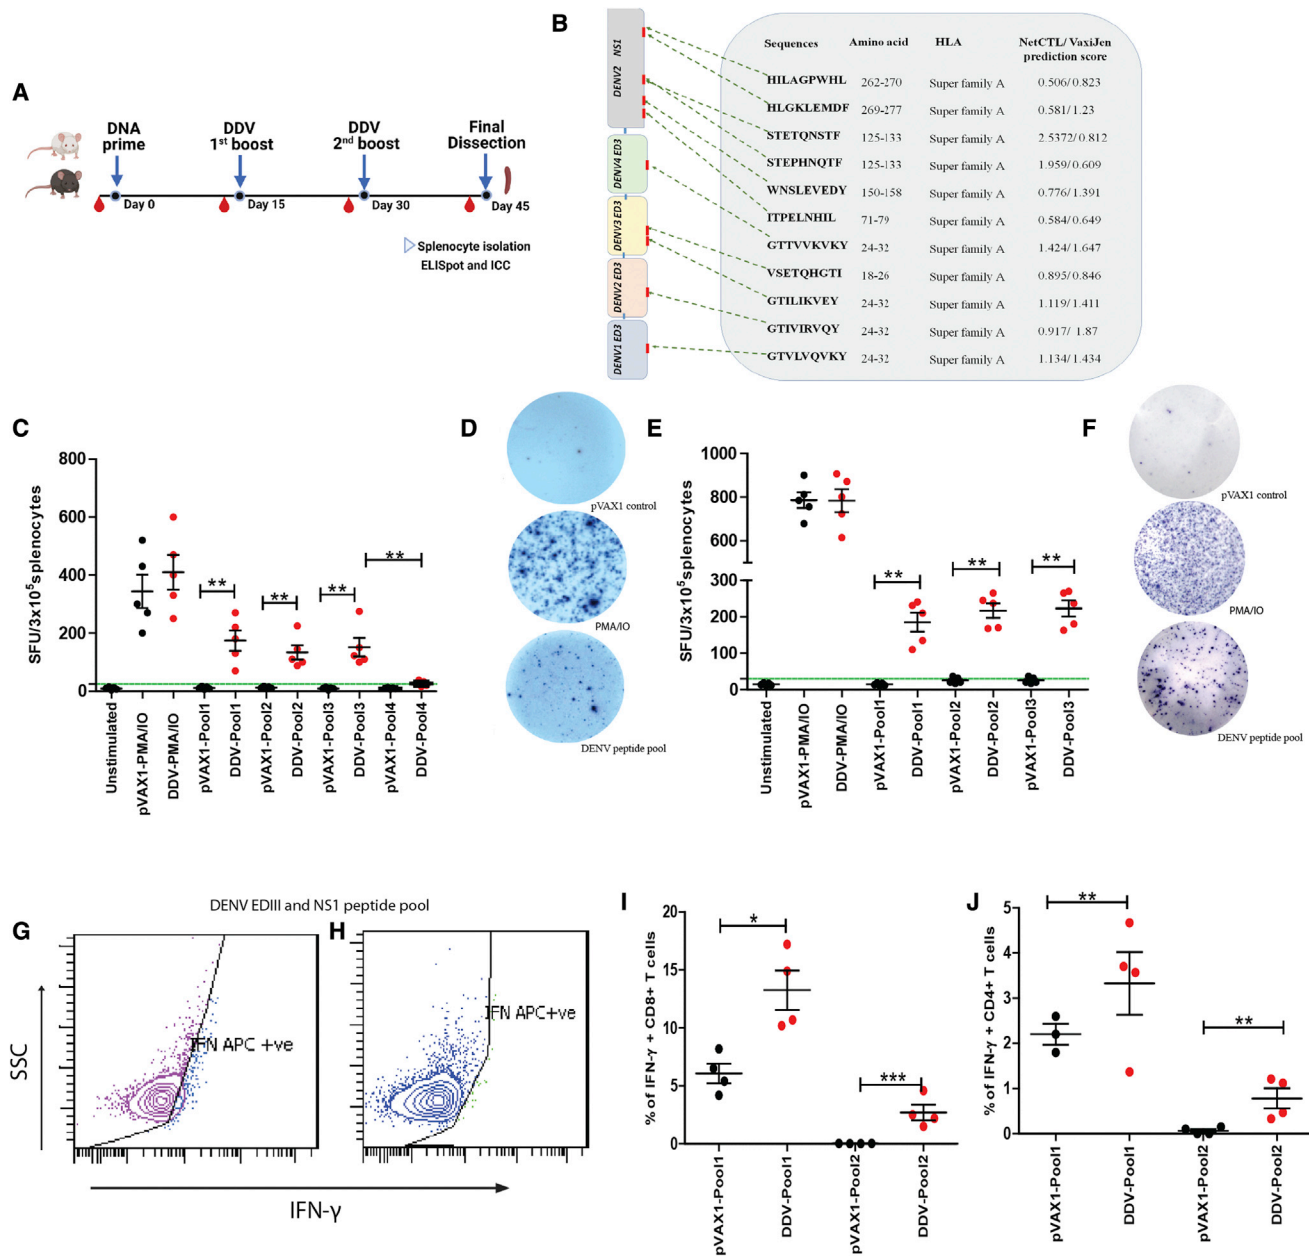 A
DNA prime
DDV 1st boost
DDV 2nd boost
Final Dissection
Day 0
Day 15
Day 30
Day 45
Splenocyte isolation
ELISpot and ICC
B
DENV2 NS1
DENV4 ED3
DENV3 ED3
DENV2 ED3
DENV1 ED3
Sequences Amino acid HLA NetCTL/ VaxiJen prediction score
HILAGPWHL 262-270 Super family A 0.506/ 0.823
HLGKLEMDF 269-277 Super family A 0.581/ 1.23
STETQNSTF 125-133 Super family A 2.5372/ 0.812
STEPHNQTF 125-133 Super family A 1.959/ 0.609
WNSLEVEDY 150-158 Super family A 0.776/ 1.391
ITPELNHIL 71-79 Super family A 0.584/ 0.649
GTTVVKVKY 24-32 Super family A 1.424/ 1.647
VSETQHGTI 18-26 Super family A 0.895/ 0.846
GTILIKVEY 24-32 Super family A 1.119/ 1.411
GTIVIRVQY 24-32 Super family A 0.917/ 1.87
GTVLVQVKY 24-32 Super family A 1.134/ 1.434
C
SFU/3x10⁵ splenocytes
800
600
400
200
0
**
**
**
**
Unstimulated
pVAX1-PMA/IO
DDV-PMA/IO
pVAX1-Pool1
DDV-Pool1
pVAX1-Pool2
DDV-Pool2
pVAX1-Pool3
DDV-Pool3
pVAX1-Pool4
DDV-Pool4
D
pVAX1 control
PMA/IO
DENV peptide pool
E
SFU/3x10⁵ splenocytes
1000
800
600
300
200
100
0
**
**
**
Unstimulated
pVAX1-PMA/IO
DDV-PMA/IO
pVAX1-Pool1
DDV-Pool1
pVAX1-Pool2
DDV-Pool2
pVAX1-Pool3
DDV-Pool3
F
pVAX1 control
PMA/IO
DENV peptide pool
DENV EDIII and NS1 peptide pool
G
IFN APC +ve
SSC
H
IFN APC+ve
IFN-γ
I
% of IFN-γ + CD8+ T cells
20
15
10
5
0
*
***
pVAX1-Pool1
DDV-Pool1
pVAX1-Pool2
DDV-Pool2
J
% of IFN-γ + CD4+ T cells
5
4
3
2
1
0
**
**
pVAX1-Pool1
DDV-Pool1
pVAX1-Pool2
DDV-Pool2